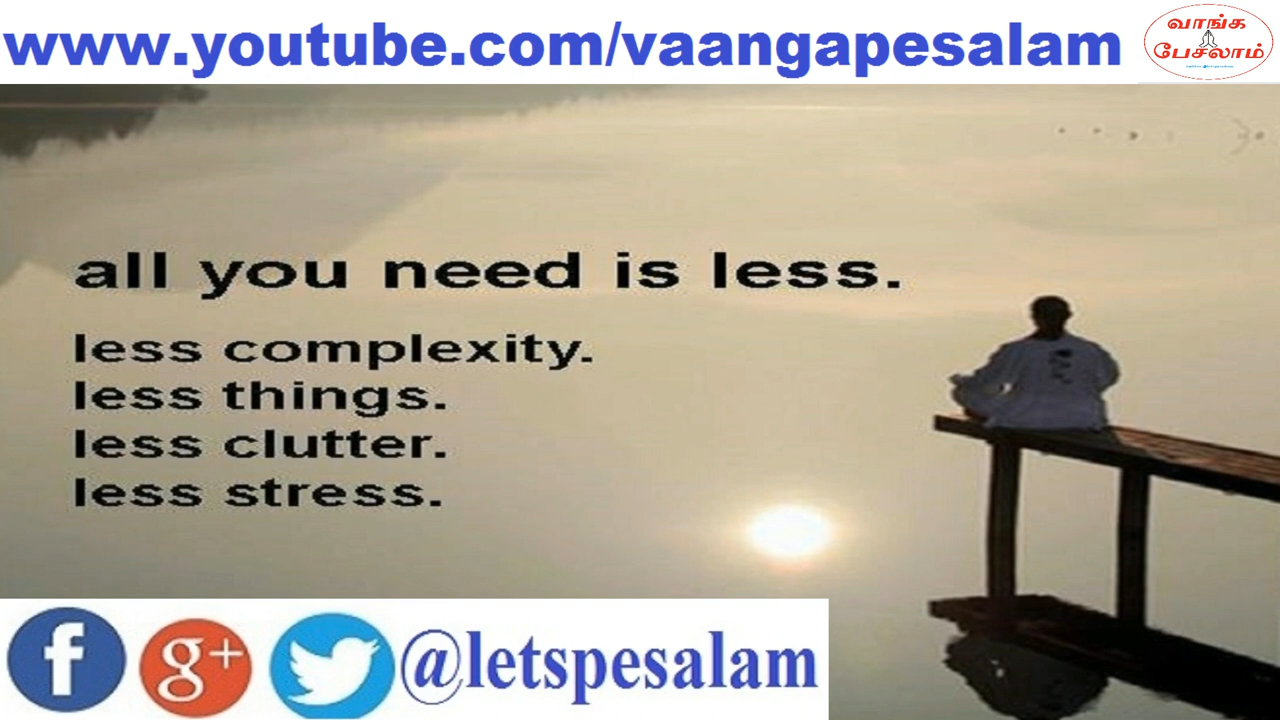 www.youtube.com/vaangapesalam
வாங்க
பேசலாம்
all you need is less.
less complexity.
less things.
less clutter.
less stress.
f
g+
@letspesalam